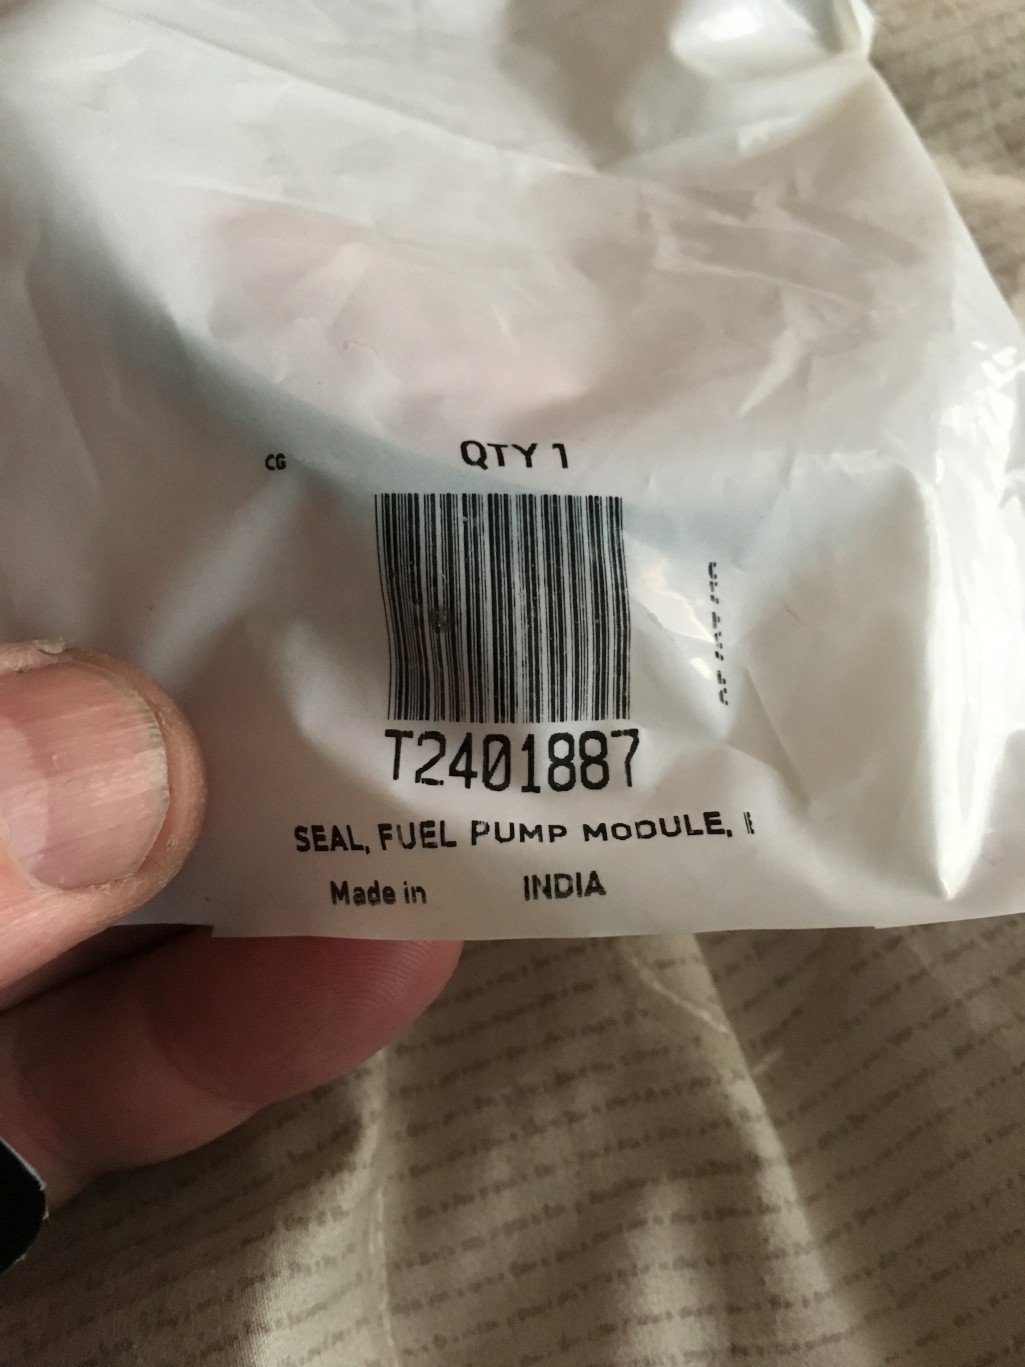 QTY 1
CG
T2401887
SEAL, FUEL PUMP MODULE,
Made in INDIA